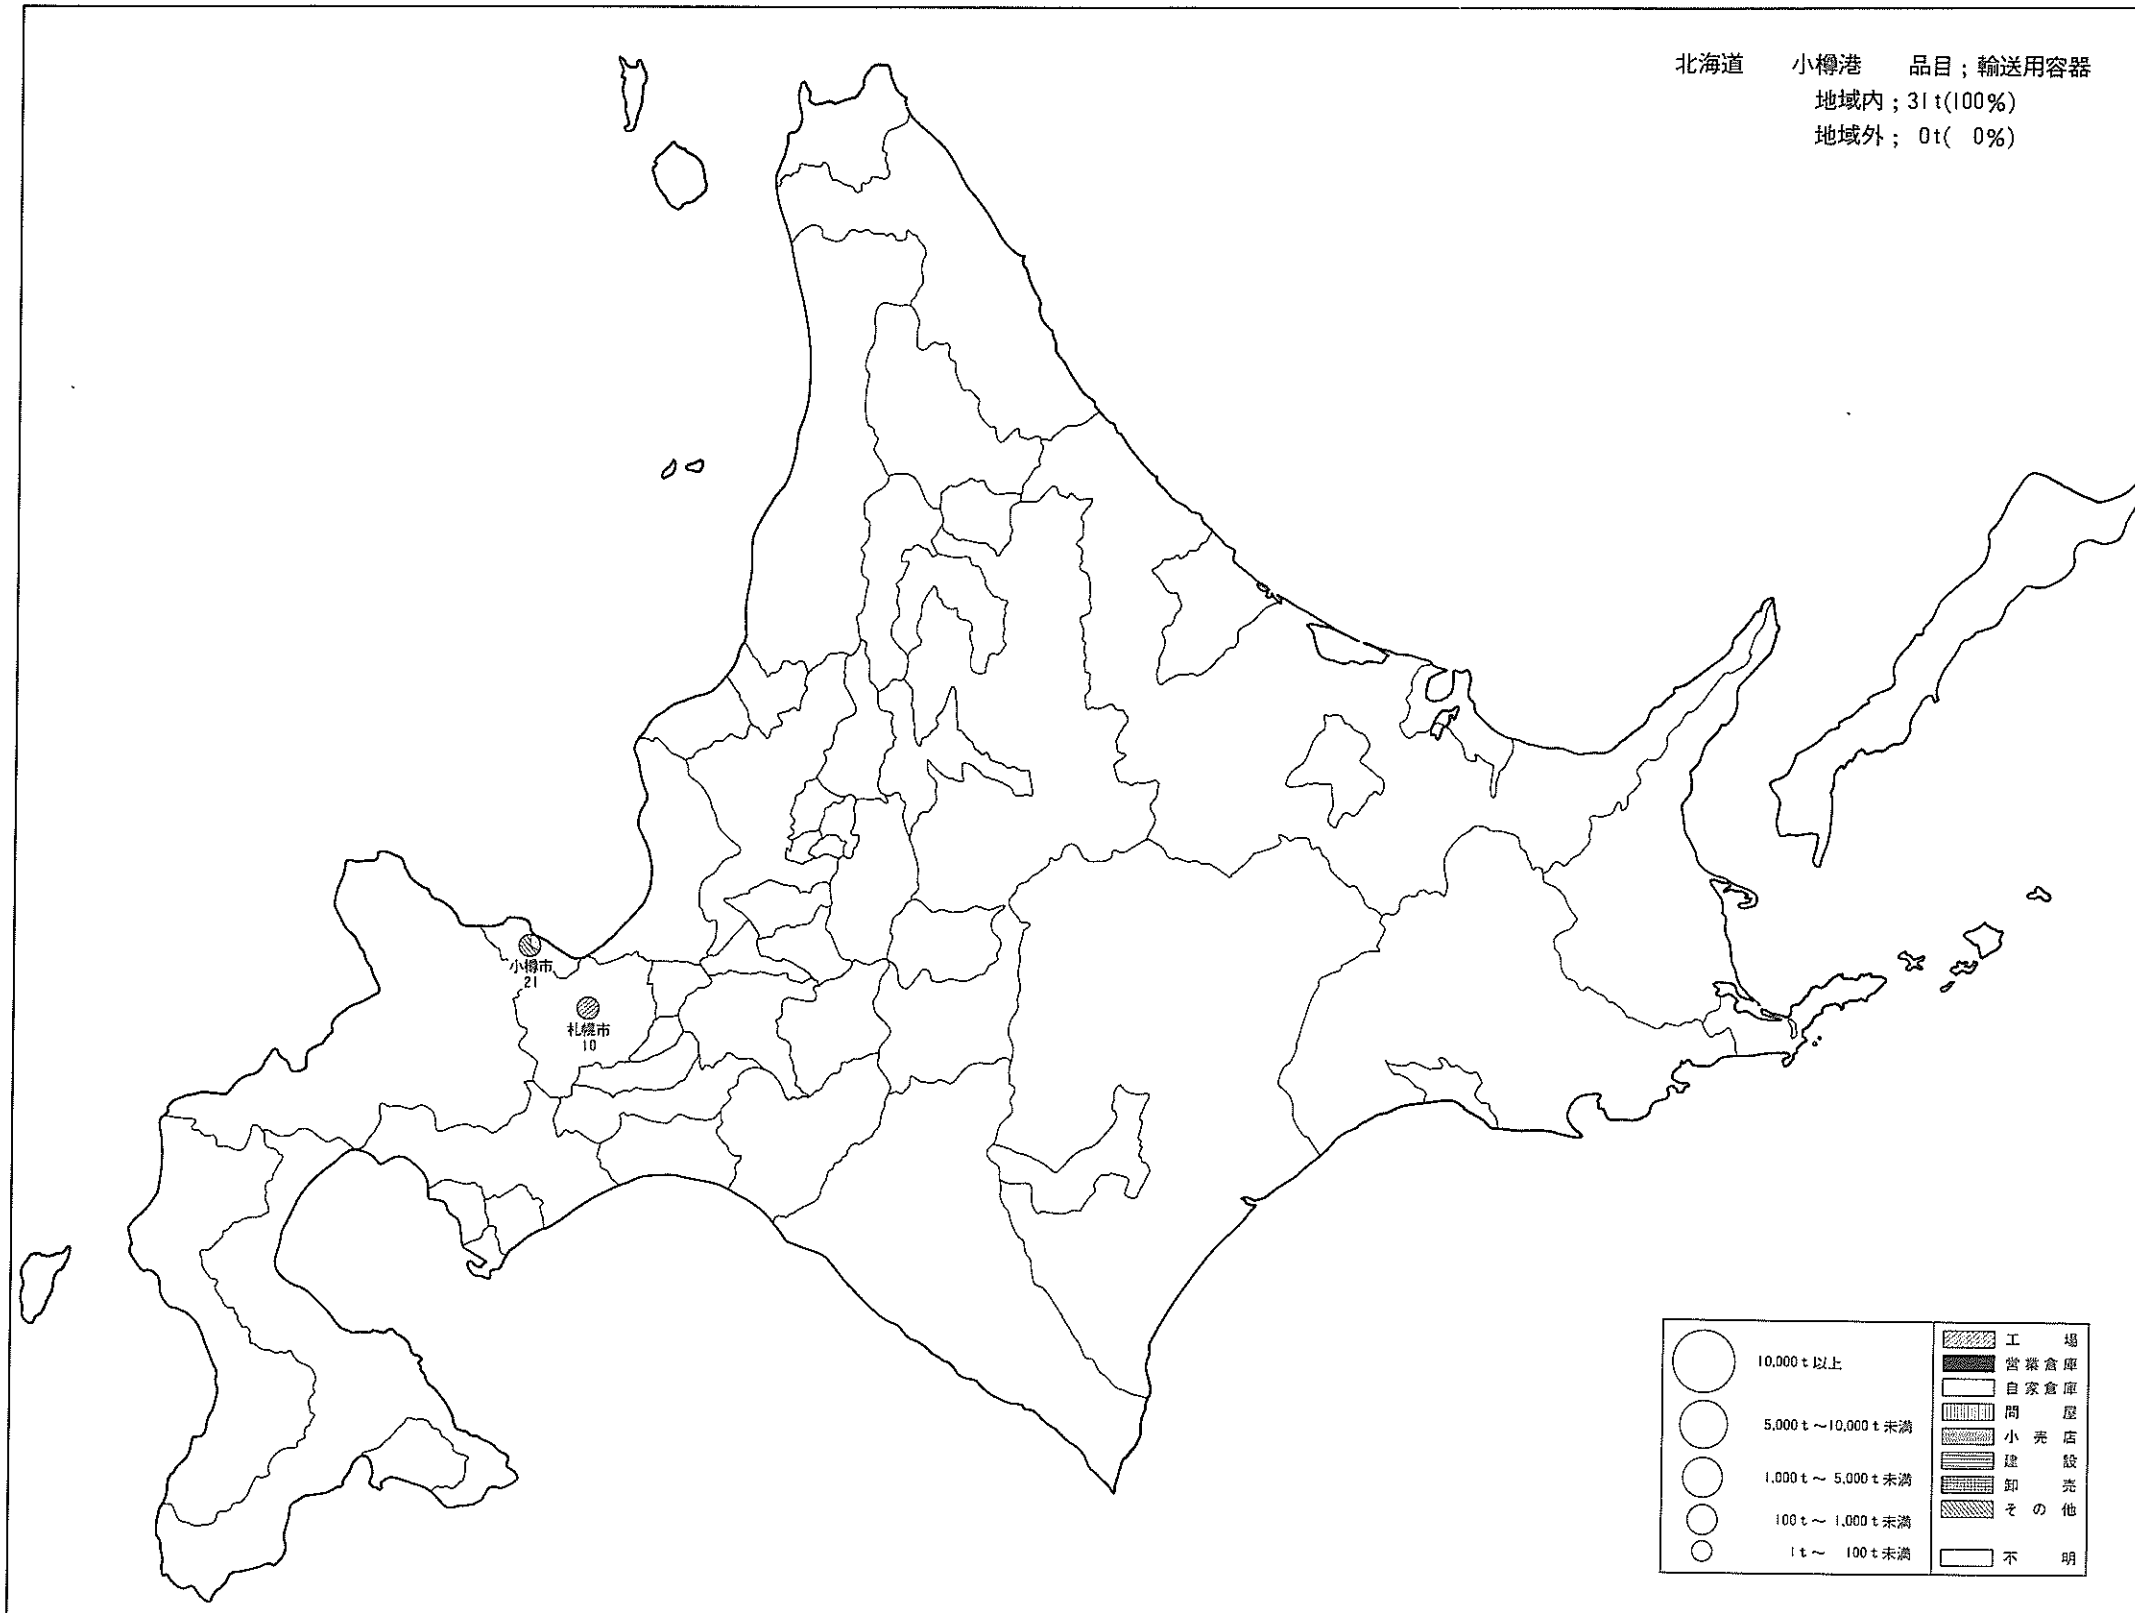 北海道 小樽港 品目；輸送用容器
地域内；31t(100%)
地域外； 0t( 0%)
小樽市
21
札幌市
10
10,000t以上
5,000t～10,000t未満
1,000t～ 5,000t未満
100t～ 1,000t未満
1t～ 100t未満
工場
営業倉庫
自家倉庫
問屋
小売店
建設
卸売
その他
不明